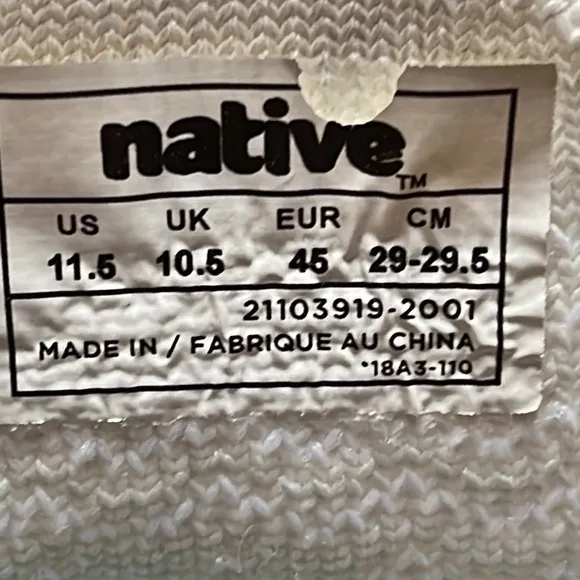 native™
US UK EUR CM
11.5 10.5 45 29-29.5
21103919-2001
MADE IN / FABRIQUE AU CHINA
*18A3-110